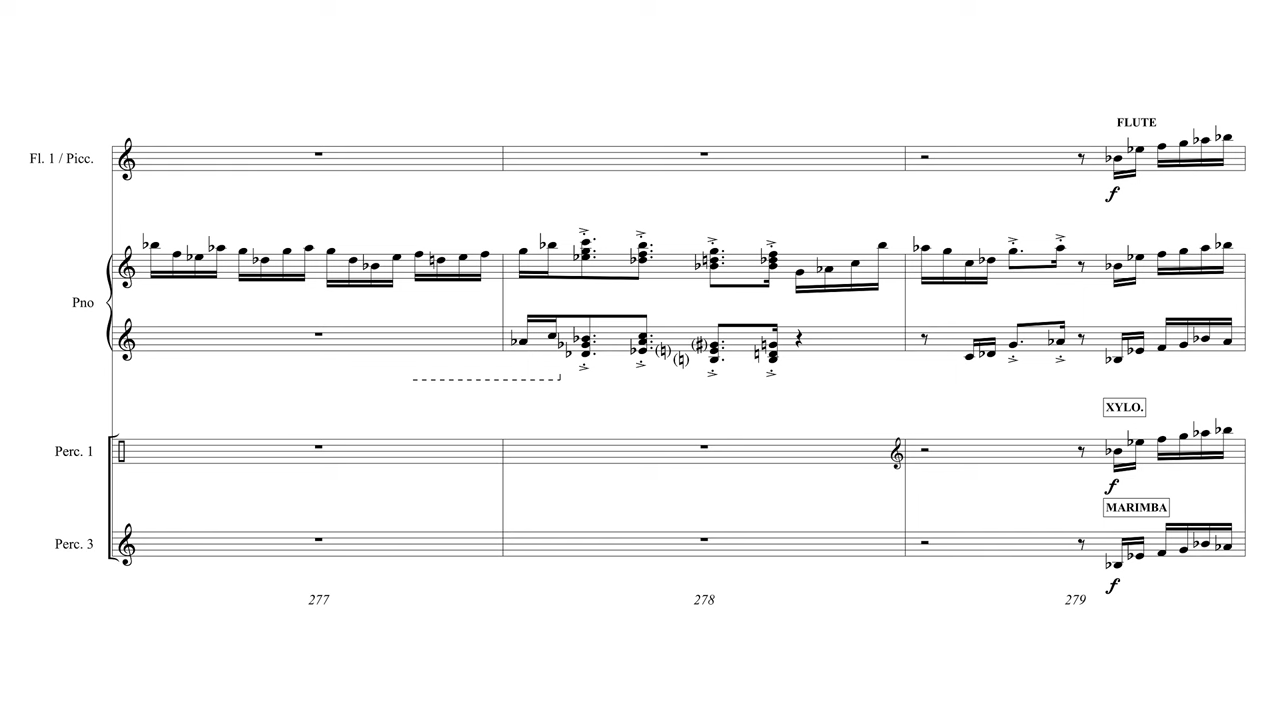 FLUTE
Fl. 1 / Picc.
f
Pno
XYLO.
Perc. 1
f
MARIMBA
Perc. 3
f
277 278 279